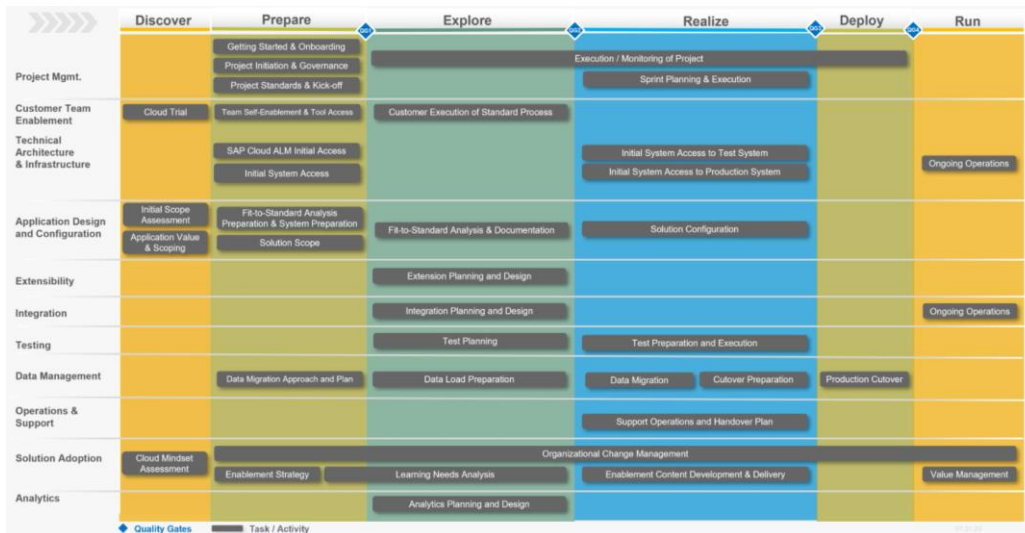 Discover Prepare Explore Realize Deploy Run
QG1 QG2 QG3 QG4
Project Mgmt.
Getting Started & Onboarding
Project Initiation & Governance
Project Standards & Kick-off
Execution / Monitoring of Project
Sprint Planning & Execution
Customer Team
Enablement
Cloud Trial
Team Self-Enablement & Tool Access
Customer Execution of Standard Process
Technical
Architecture
& Infrastructure
SAP Cloud ALM Initial Access
Initial System Access
Initial System Access to Test System
Initial System Access to Production System
Ongoing Operations
Application Design
and Configuration
Initial Scope
Assessment
Application Value
& Scoping
Fit-to-Standard Analysis
Preparation & System Preparation
Solution Scope
Fit-to-Standard Analysis & Documentation
Solution Configuration
Extensibility
Extension Planning and Design
Integration
Integration Planning and Design
Ongoing Operations
Testing
Test Planning
Test Preparation and Execution
Data Management
Data Migration Approach and Plan
Data Load Preparation
Data Migration
Cutover Preparation
Production Cutover
Operations &
Support
Support Operations and Handover Plan
Solution Adoption
Cloud Mindset
Assessment
Organizational Change Management
Enablement Strategy
Learning Needs Analysis
Enablement Content Development & Delivery
Value Management
Analytics
Analytics Planning and Design
Quality Gates
Task / Activity